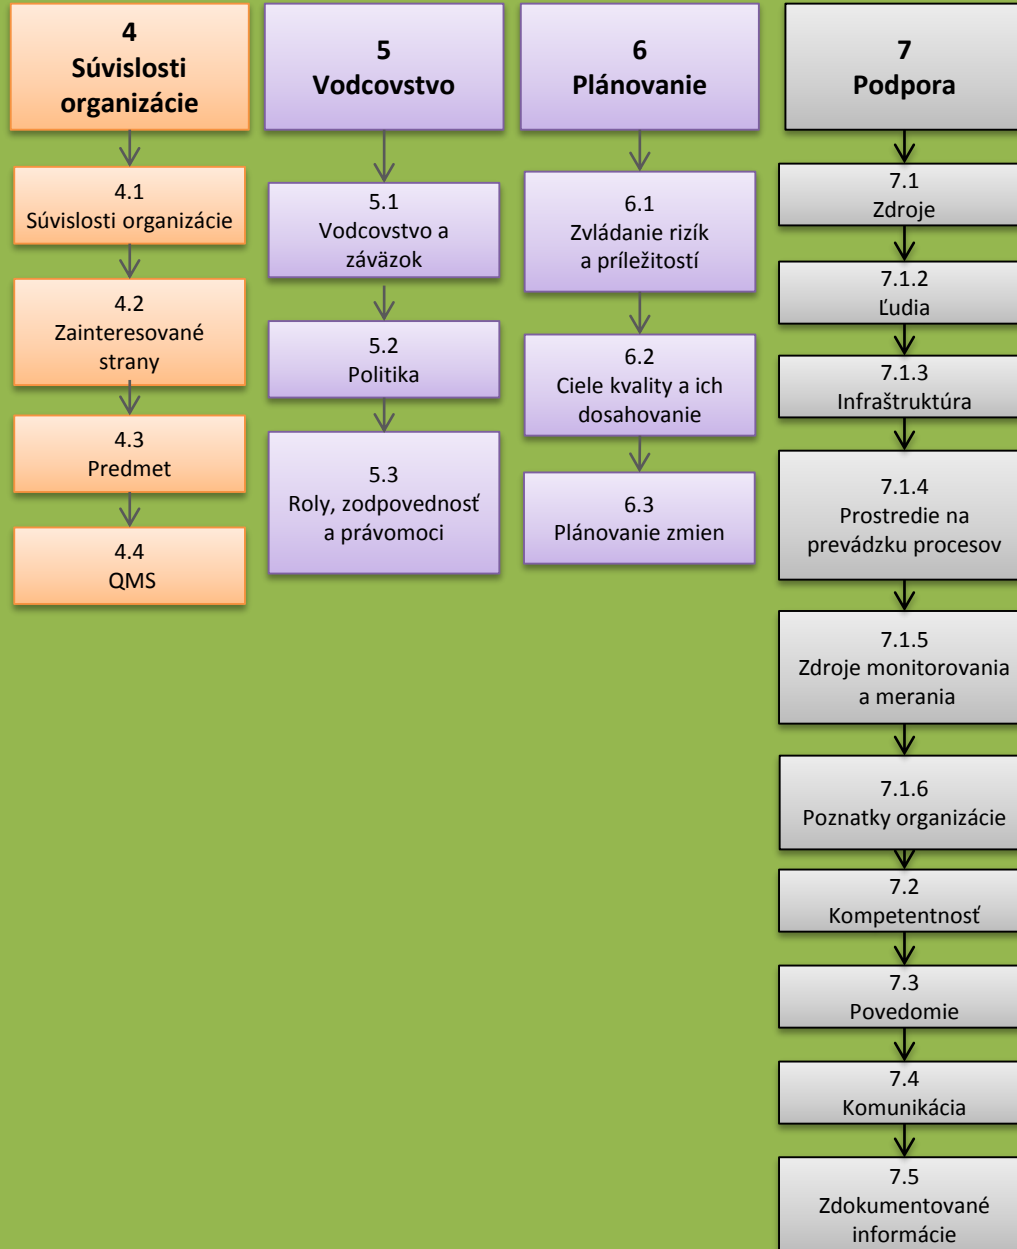 4
Súvislosti
organizácie
4.1
Súvislosti organizácie
4.2
Zainteresované
strany
4.3
Predmet
4.4
QMS
5
Vodcovstvo
5.1
Vodcovstvo a
záväzok
5.2
Politika
5.3
Roly, zodpovednosť
a právomoci
6
Plánovanie
6.1
Zvládanie rizík
a príležitostí
6.2
Ciele kvality a ich
dosahovanie
6.3
Plánovanie zmien
7
Podpora
7.1
Zdroje
7.1.2
Ľudia
7.1.3
Infraštruktúra
7.1.4
Prostredie na
prevádzku procesov
7.1.5
Zdroje monitorovania
a merania
7.1.6
Poznatky organizácie
7.2
Kompetentnosť
7.3
Povedomie
7.4
Komunikácia
7.5
Zdokumentované
informácie